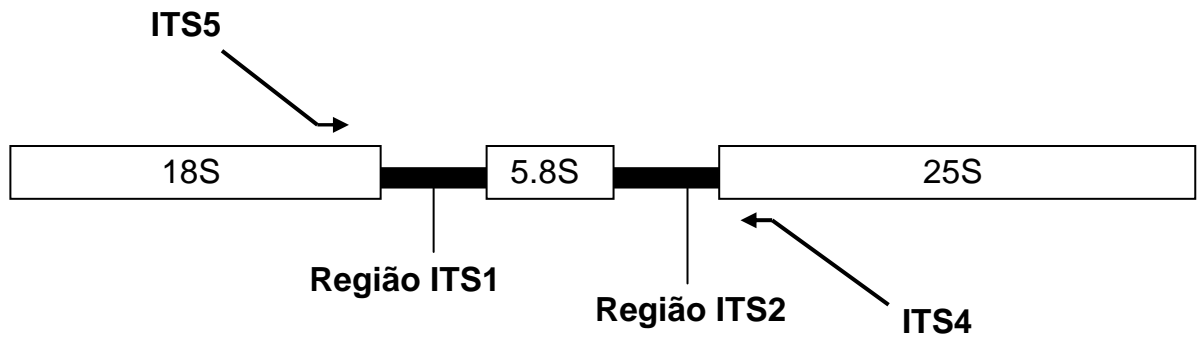 ITS5
18S 5.8S 25S
Região ITS1
Região ITS2
ITS4